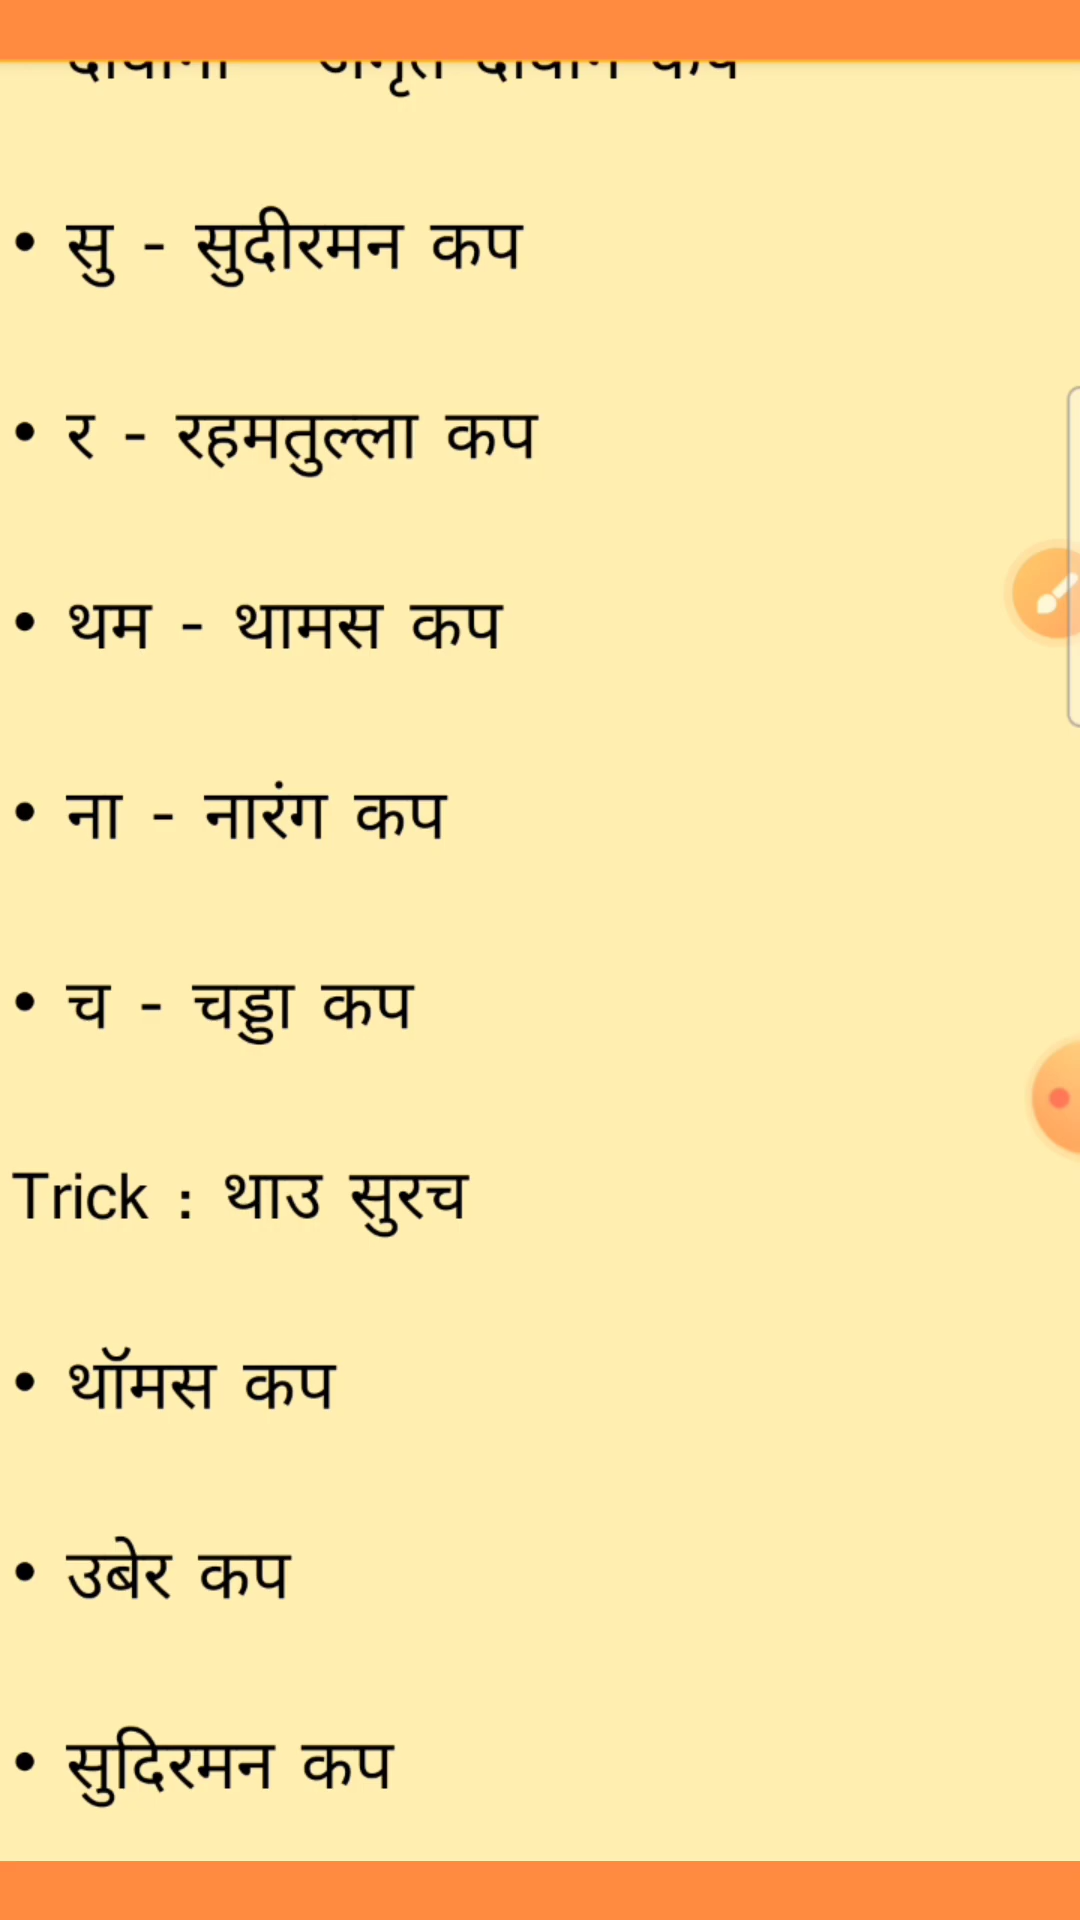 • सु - सुदीरमन कप
• र - रहमतुल्ला कप
• थम - थामस कप
• ना - नारंग कप
• च - चड्डा कप
Trick : थाउ सुरच
• थॉमस कप
• उबेर कप
• सुदिरमन कप